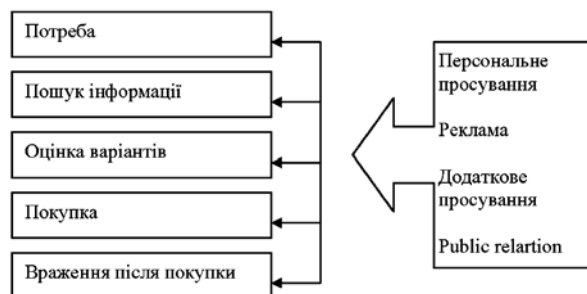 Потреба
Пошук інформації
Оцінка варіантів
Покупка
Враження після покупки
Персональне
просування
Реклама
Додаткове
просування
Public relartion